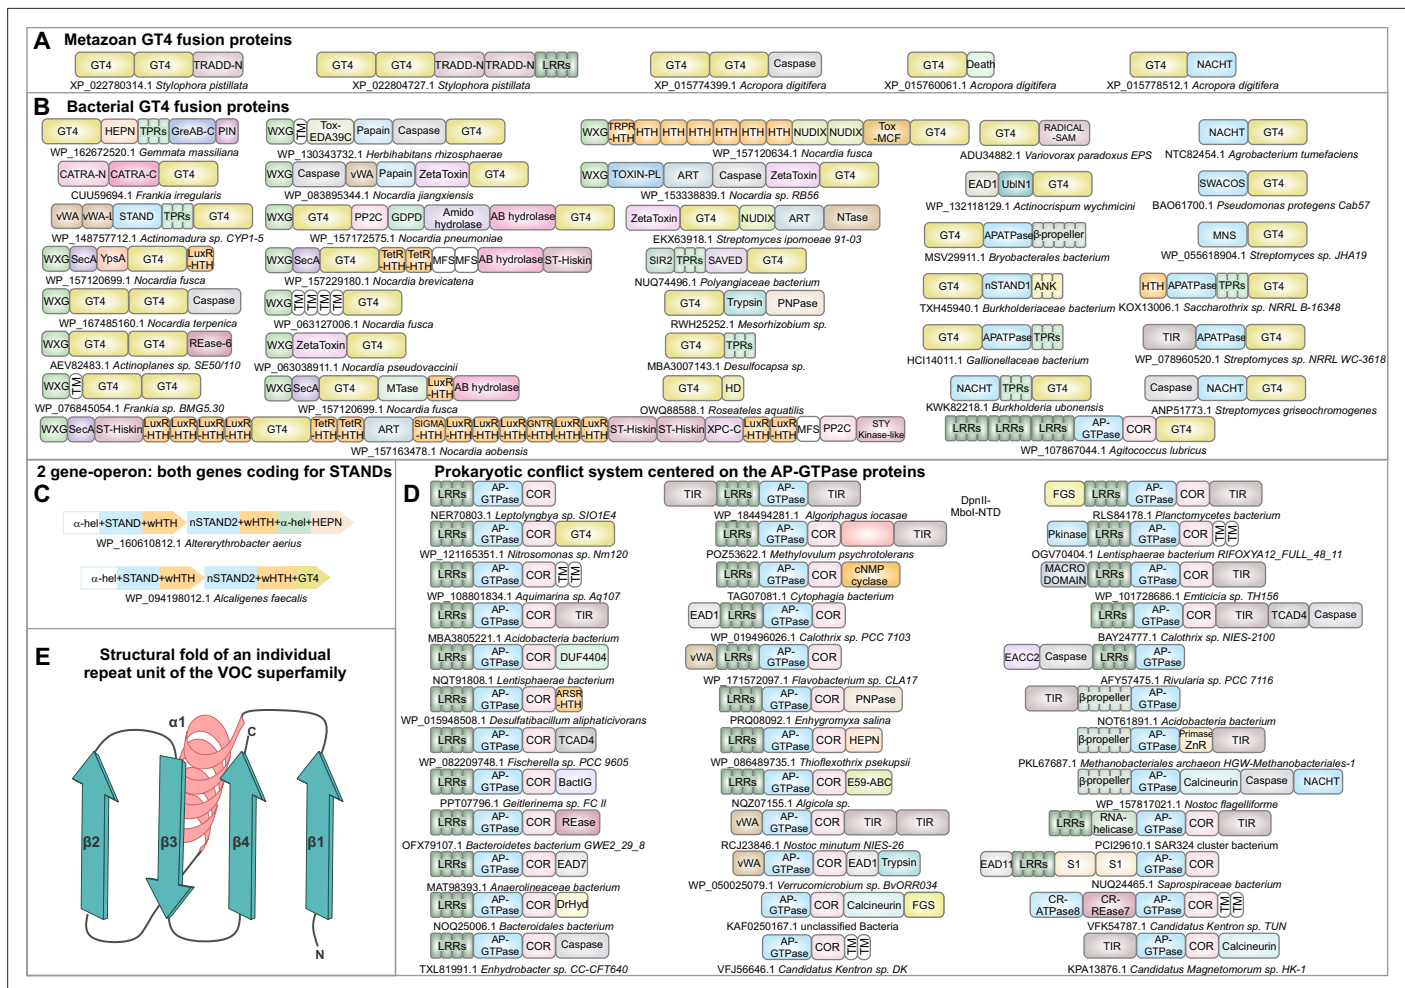 A Metazoan GT4 fusion proteins
GT4 GT4 TRADD-N
XP_022780314.1 Stylophora pistillata
GT4 GT4 TRADD-N TRADD-N LRRs
XP_022804727.1 Stylophora pistillata
GT4 GT4 Caspase
XP_015774399.1 Acropora digitifera
GT4 Death
XP_015760061.1 Acropora digitifera
GT4 NACHT
XP_015778512.1 Acropora digitifera
B Bacterial GT4 fusion proteins
GT4 HEPN TPRs GreAB-C PIN
WP_162672520.1 Gemmata massiliana
CATRA-N CATRA-C GT4
CUU59694.1 Frankia irregularis
vWA vWA-L STAND TPRs GT4
WP_148757712.1 Actinomadura sp. CYP1-5
WXG SecA YpsA GT4 LuxR-HTH
WP_157120699.1 Nocardia fusca
WXG GT4 GT4 Caspase
WP_167485160.1 Nocardia terpenica
WXG GT4 GT4 REase-6
AEV82483.1 Actinoplanes sp. SE50/110
WXG TM GT4 GT4
WP_076845054.1 Frankia sp. BMG5.30
WXG TM Tox-EDA39C Papain Caspase GT4
WP_130343732.1 Herbihabitans rhizosphaerae
WXG Caspase vWA Papain ZetaToxin GT4
WP_083895344.1 Nocardia jiangxiensis
WXG GT4 PP2C GDPD Amido hydrolase AB hydrolase GT4
WP_157172575.1 Nocardia pneumoniae
WXG SecA GT4 TetR-HTH TetR-HTH MFS MFS AB hydrolase ST-Hiskin
WP_157229180.1 Nocardia brevicatena
WXG TM TM TM TM GT4
WP_063127006.1 Nocardia fusca
WXG ZetaToxin GT4
WP_063038911.1 Nocardia pseudovaccinii
WXG SecA GT4 MTase LuxR-HTH AB hydrolase
WP_157120699.1 Nocardia fusca
WXG SecA ST-Hiskin LuxR-HTH LuxR-HTH LuxR-HTH LuxR-HTH GT4 TetR-HTH TetR-HTH ART SIGMA-HTH LuxR-HTH LuxR-HTH LuxR-HTH GNTR-HTH LuxR-HTH LuxR-HTH ST-Hiskin ST-Hiskin XPC-C LuxR-HTH LuxR-HTH MFS PP2C STY Kinase-like
WP_157163478.1 Nocardia aobensis
WXG TRPR-HTH HTH HTH HTH HTH HTH HTH NUDIX NUDIX Tox-MCF GT4
WP_157120634.1 Nocardia fusca
WXG TOXIN-PL ART Caspase ZetaToxin GT4
WP_153338839.1 Nocardia sp. RB56
ZetaToxin GT4 NUDIX ART NTase
EKX63918.1 Streptomyces ipomoeae 91-03
SIR2 TPRs SAVED GT4
NUQ74496.1 Polyangiaceae bacterium
GT4 Trypsin PNPase
RWH25252.1 Mesorhizobium sp.
GT4 TPRs
MBA3007143.1 Desulfocapsa sp.
GT4 HD
OWQ88588.1 Roseateles aquatilis
GT4 RADICAL-SAM
ADU34882.1 Variovorax paradoxus EPS
EAD1 UbIN1 GT4
WP_132118129.1 Actinocrispum wychmicini
GT4 APATPase β-propeller
MSV29911.1 Bryobacterales bacterium
GT4 nSTAND1 ANK
TXH45940.1 Burkholderiaceae bacterium
GT4 APATPase TPRs
HCI14011.1 Gallionellaceae bacterium
NACHT TPRs GT4
KWK82218.1 Burkholderia ubonensis
LRRs LRRs LRRs AP-GTPase COR GT4
WP_107867044.1 Agitococcus lubricus
NACHT GT4
NTC82454.1 Agrobacterium tumefaciens
SWACOS GT4
BAO61700.1 Pseudomonas protegens Cab57
MNS GT4
WP_055618904.1 Streptomyces sp. JHA19
HTH APATPase TPRs GT4
KOX13006.1 Saccharothrix sp. NRRL B-16348
TIR APATPase GT4
WP_078960520.1 Streptomyces sp. NRRL WC-3618
Caspase NACHT GT4
ANP51773.1 Streptomyces griseochromogenes
2 gene-operon: both genes coding for STANDs
C
α-hel+STAND+wHTH nSTAND2+wHTH+α-hel+HEPN
WP_160610812.1 Altererythrobacter aerius
α-hel+STAND+wHTH nSTAND2+wHTH+GT4
WP_094198012.1 Alcaligenes faecalis
E Structural fold of an individual
repeat unit of the VOC superfamily
α1
C
β2 β3 β4 β1
N
Prokaryotic conflict system centered on the AP-GTPase proteins
D
LRRs AP-GTPase COR
NER70803.1 Leptolyngbya sp. SIO1E4
LRRs AP-GTPase COR GT4
WP_121165351.1 Nitrosomonas sp. Nm120
LRRs AP-GTPase COR TM TM
WP_108801834.1 Aquimarina sp. Aq107
LRRs AP-GTPase COR TIR
MBA3805221.1 Acidobacteria bacterium
LRRs AP-GTPase COR DUF4404
NQT91808.1 Lentisphaerae bacterium
LRRs AP-GTPase COR ARSR-HTH
WP_015948508.1 Desulfatibacillum aliphaticivorans
LRRs AP-GTPase COR TCAD4
WP_082209748.1 Fischerella sp. PCC 9605
LRRs AP-GTPase COR BactIG
PPT07796.1 Geitlerinema sp. FC II
LRRs AP-GTPase COR REase
OFX79107.1 Bacteroidetes bacterium GWE2_29_8
LRRs AP-GTPase COR EAD7
MAT98393.1 Anaerolineaceae bacterium
LRRs AP-GTPase COR DrHyd
NOQ25006.1 Bacteroidales bacterium
LRRs AP-GTPase COR Caspase
TXL81991.1 Enhydrobacter sp. CC-CFT640
TIR LRRs AP-GTPase TIR
WP_184494281.1 Algoriphagus iocasae
DpnII-
MboI-NTD
LRRs AP-GTPase COR TIR
POZ53622.1 Methylovulum psychrotolerans
LRRs AP-GTPase COR cNMP cyclase
TAG07081.1 Cytophagia bacterium
EAD1 LRRs AP-GTPase COR
WP_019496026.1 Calothrix sp. PCC 7103
vWA LRRs AP-GTPase COR
WP_171572097.1 Flavobacterium sp. CLA17
LRRs AP-GTPase COR PNPase
PRQ08092.1 Enhygromyxa salina
LRRs AP-GTPase COR HEPN
WP_086489735.1 Thioflexothrix psekupsii
LRRs AP-GTPase COR E59-ABC
NQZ07155.1 Algicola sp.
vWA AP-GTPase COR TIR TIR
RCJ23846.1 Nostoc minutum NIES-26
vWA AP-GTPase COR EAD1 Trypsin
WP_050025079.1 Verrucomicrobium sp. BvORR034
AP-GTPase COR Calcineurin FGS
KAF0250167.1 unclassified Bacteria
AP-GTPase COR TM TM
VFJ56646.1 Candidatus Kentron sp. DK
FGS LRRs AP-GTPase COR TIR
RLS84178.1 Planctomycetes bacterium
Pkinase LRRs AP-GTPase COR TM TM
OGV70404.1 Lentisphaerae bacterium RIFOXYA12_FULL_48_11
MACRO DOMAIN LRRs AP-GTPase COR TIR
WP_101728686.1 Emticicia sp. TH156
LRRs AP-GTPase COR TIR TCAD4 Caspase
BAY24777.1 Calothrix sp. NIES-2100
EACC2 Caspase LRRs AP-GTPase
AFY57475.1 Rivularia sp. PCC 7116
TIR β-propeller AP-GTPase
NOT61891.1 Acidobacteria bacterium
β-propeller AP-GTPase Primase ZnR TIR
PKL67687.1 Methanobacteriales archaeon HGW-Methanobacteriales-1
β-propeller AP-GTPase Calcineurin Caspase NACHT
WP_157817021.1 Nostoc flagelliforme
LRRs RNA-helicase AP-GTPase COR TIR
PCI29610.1 SAR324 cluster bacterium
EAD11 LRRs S1 S1 AP-GTPase COR
NUQ24465.1 Saprospiraceae bacterium
CR-ATPase8 CR-REase7 AP-GTPase COR TM TM
VFK54787.1 Candidatus Kentron sp. TUN
TIR AP-GTPase COR Calcineurin
KPA13876.1 Candidatus Magnetomorum sp. HK-1